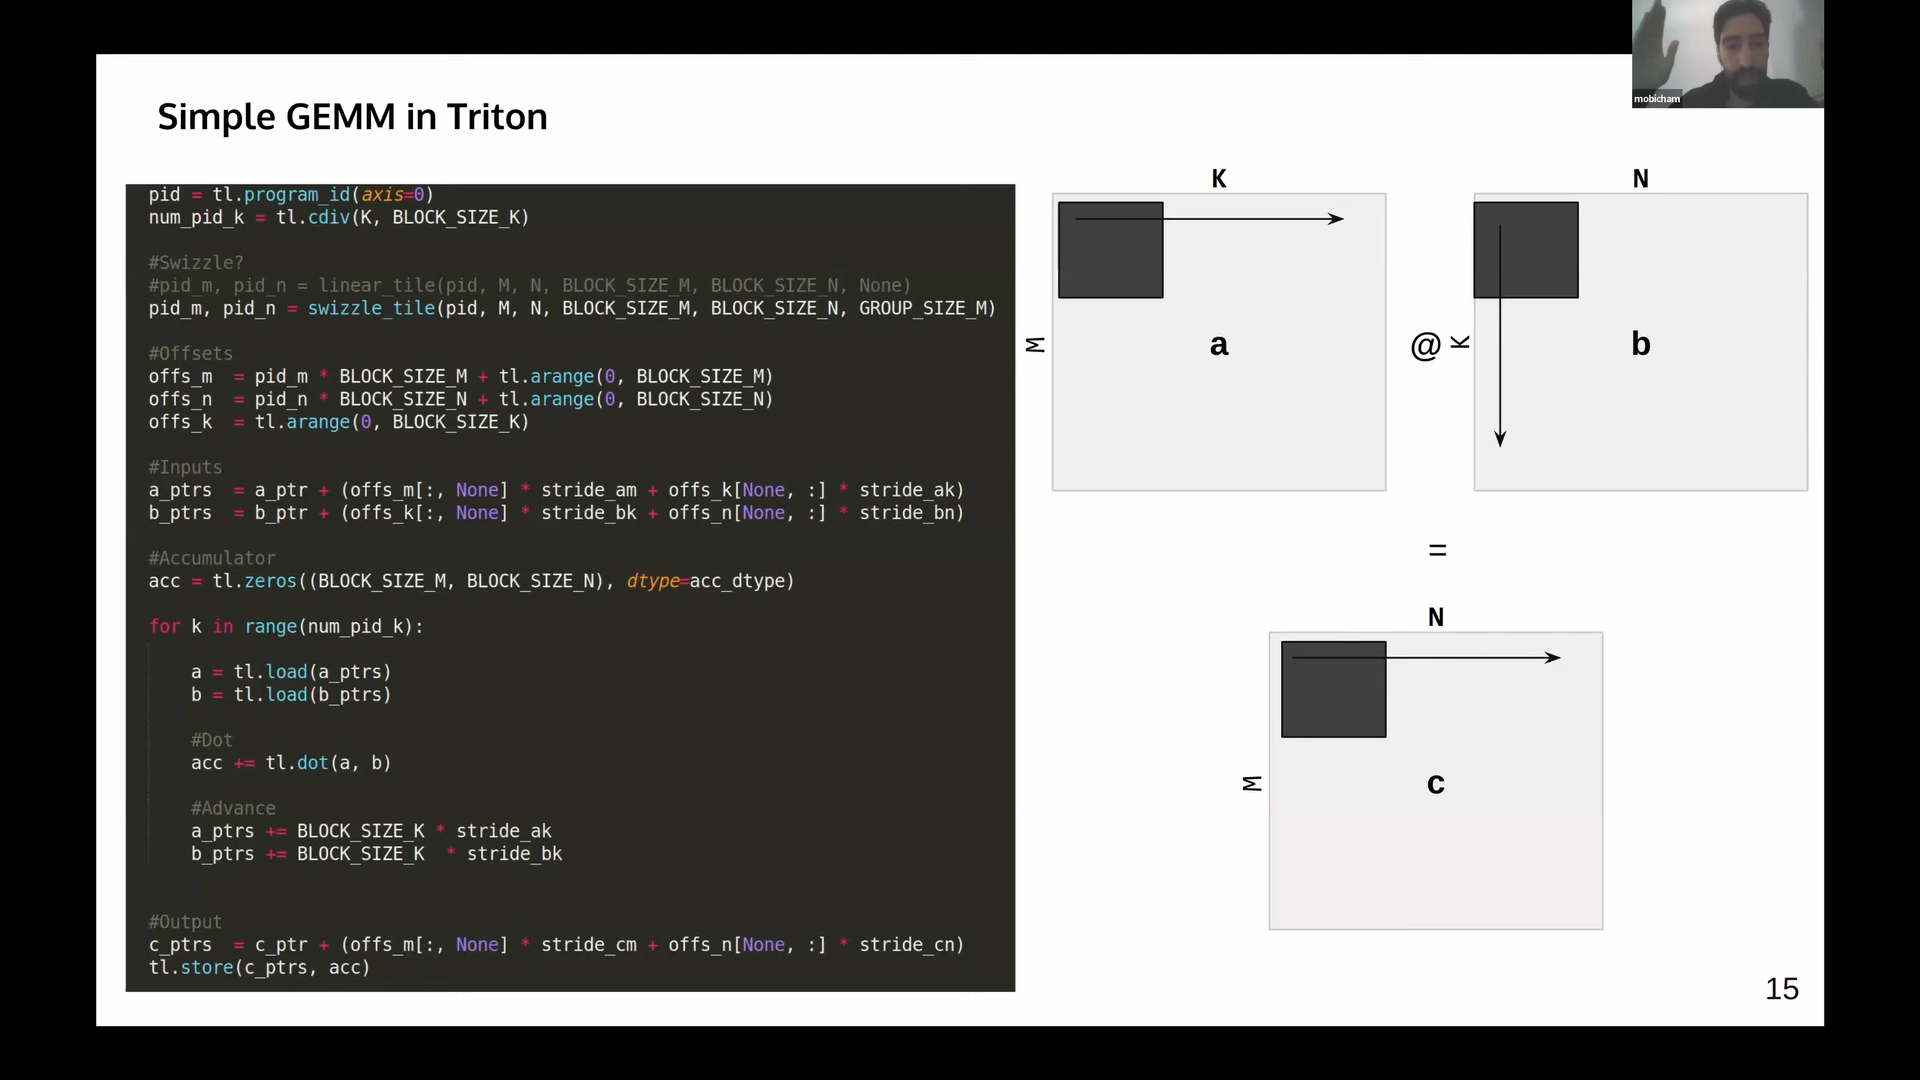 mobicham
Simple GEMM in Triton
pid = tl.program_id(axis=0)
num_pid_k = tl.cdiv(K, BLOCK_SIZE_K)
#Swizzle?
#pid_m, pid_n = linear_tile(pid, M, N, BLOCK_SIZE_M, BLOCK_SIZE_N, None)
pid_m, pid_n = swizzle_tile(pid, M, N, BLOCK_SIZE_M, BLOCK_SIZE_N, GROUP_SIZE_M)
#Offsets
offs_m  = pid_m * BLOCK_SIZE_M + tl.arange(0, BLOCK_SIZE_M)
offs_n  = pid_n * BLOCK_SIZE_N + tl.arange(0, BLOCK_SIZE_N)
offs_k  = tl.arange(0, BLOCK_SIZE_K)
#Inputs
a_ptrs  = a_ptr + (offs_m[:, None] * stride_am + offs_k[None, :] * stride_ak)
b_ptrs  = b_ptr + (offs_k[:, None] * stride_bk + offs_n[None, :] * stride_bn)
#Accumulator
acc = tl.zeros((BLOCK_SIZE_M, BLOCK_SIZE_N), dtype=acc_dtype)
for k in range(num_pid_k):
a = tl.load(a_ptrs)
b = tl.load(b_ptrs)
#Dot
acc += tl.dot(a, b)
#Advance
a_ptrs += BLOCK_SIZE_K * stride_ak
b_ptrs += BLOCK_SIZE_K  * stride_bk
#Output
c_ptrs  = c_ptr + (offs_m[:, None] * stride_cm + offs_n[None, :] * stride_cn)
tl.store(c_ptrs, acc)
K
M
a
@
N
K
b
=
N
M
c
15